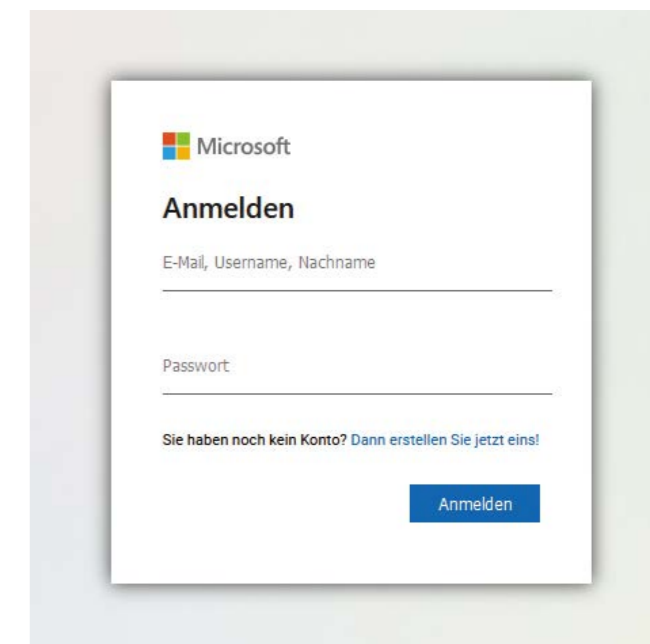 Microsoft
Anmelden
E-Mail, Username, Nachname
Passwort
Sie haben noch kein Konto? Dann erstellen Sie jetzt eins!
Anmelden